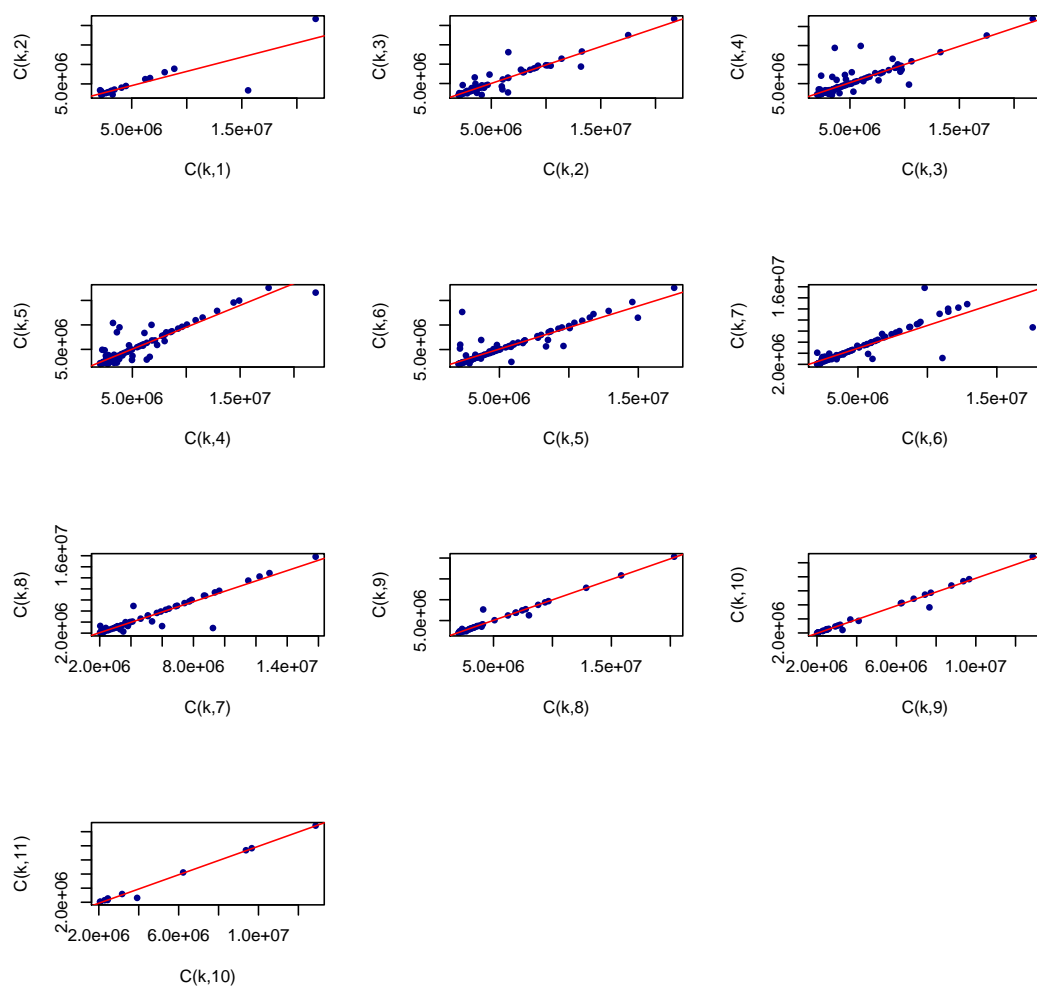 C(k,2)
5.0e+06
5.0e+06 1.5e+07
C(k,1)
C(k,3)
5.0e+06
5.0e+06 1.5e+07
C(k,2)
C(k,4)
5.0e+06
5.0e+06 1.5e+07
C(k,3)
C(k,5)
5.0e+06
5.0e+06 1.5e+07
C(k,4)
C(k,6)
5.0e+06
5.0e+06 1.5e+07
C(k,5)
C(k,7)
2.0e+06 1.6e+07
5.0e+06 1.5e+07
C(k,6)
C(k,8)
2.0e+06 1.6e+07
2.0e+06 8.0e+06 1.4e+07
C(k,7)
C(k,9)
5.0e+06
5.0e+06 1.5e+07
C(k,8)
C(k,10)
2.0e+06
2.0e+06 6.0e+06 1.0e+07
C(k,9)
C(k,11)
2.0e+06
2.0e+06 6.0e+06 1.0e+07
C(k,10)